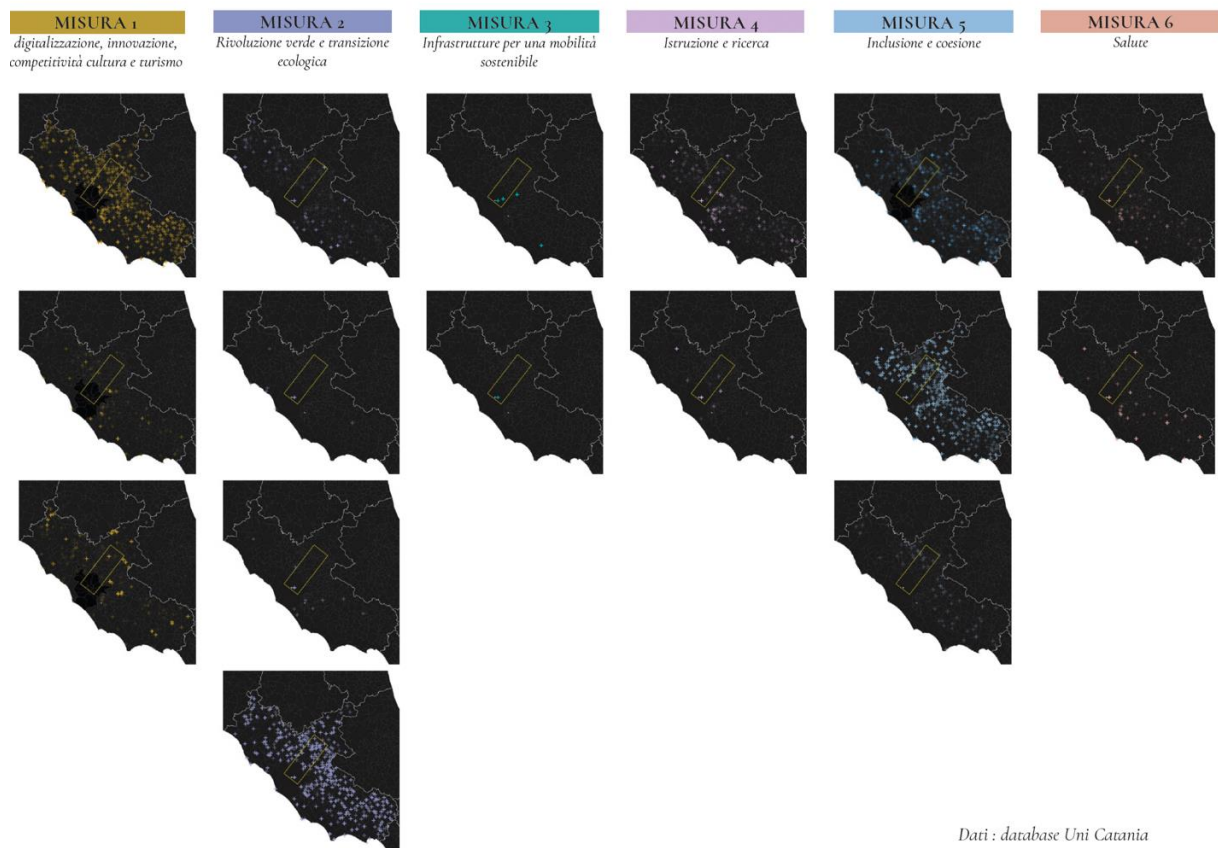 MISURA 1
digitalizzazione, innovazione,
competitività cultura e turismo
MISURA 2
Rivoluzione verde e transizione
ecologica
MISURA 3
Infrastrutture per una mobilità
sostenibile
MISURA 4
Istruzione e ricerca
MISURA 5
Inclusione e coesione
MISURA 6
Salute
Dati : database Uni Catania